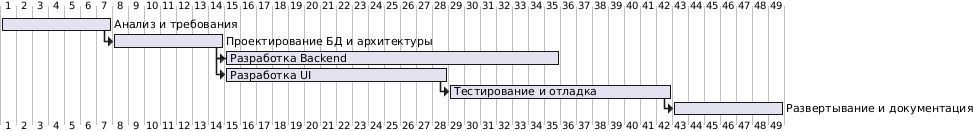 1 2 3 4 5 6 7 8 9 10 11 12 13 14 15 16 17 18 19 20 21 22 23 24 25 26 27 28 29 30 31 32 33 34 35 36 37 38 39 40 41 42 43 44 45 46 47 48 49
Анализ и требования
Проектирование БД и архитектуры
Разработка Backend
Разработка UI
Тестирование и отладка
Развертывание и документация
1 2 3 4 5 6 7 8 9 10 11 12 13 14 15 16 17 18 19 20 21 22 23 24 25 26 27 28 29 30 31 32 33 34 35 36 37 38 39 40 41 42 43 44 45 46 47 48 49